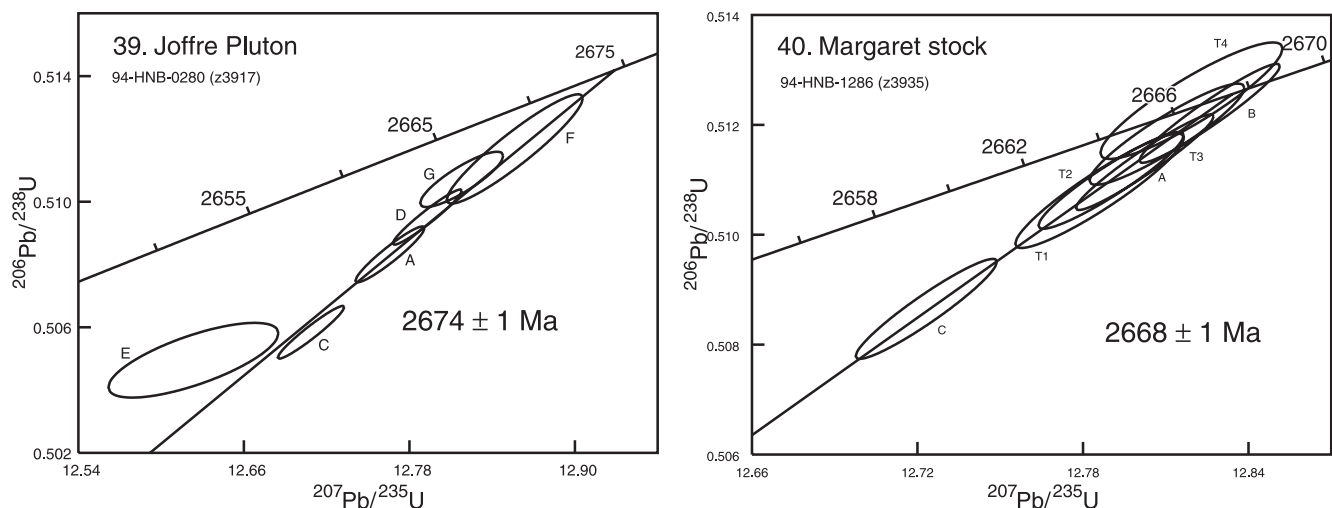 39. Joffre Pluton
94-HNB-0280 (z3917)
0.514
0.510
0.506
0.502
206Pb/238U
2655
2665
2675
E
C
A
D
G
F
2674 ± 1 Ma
12.54
12.66
12.78
12.90
207Pb/235U
40. Margaret stock
94-HNB-1286 (z3935)
0.514
0.512
0.510
0.508
0.506
206Pb/238U
2658
2662
2666
2670
T4
B
T3
A
T2
T1
C
2668 ± 1 Ma
12.66
12.72
12.78
12.84
207Pb/235U